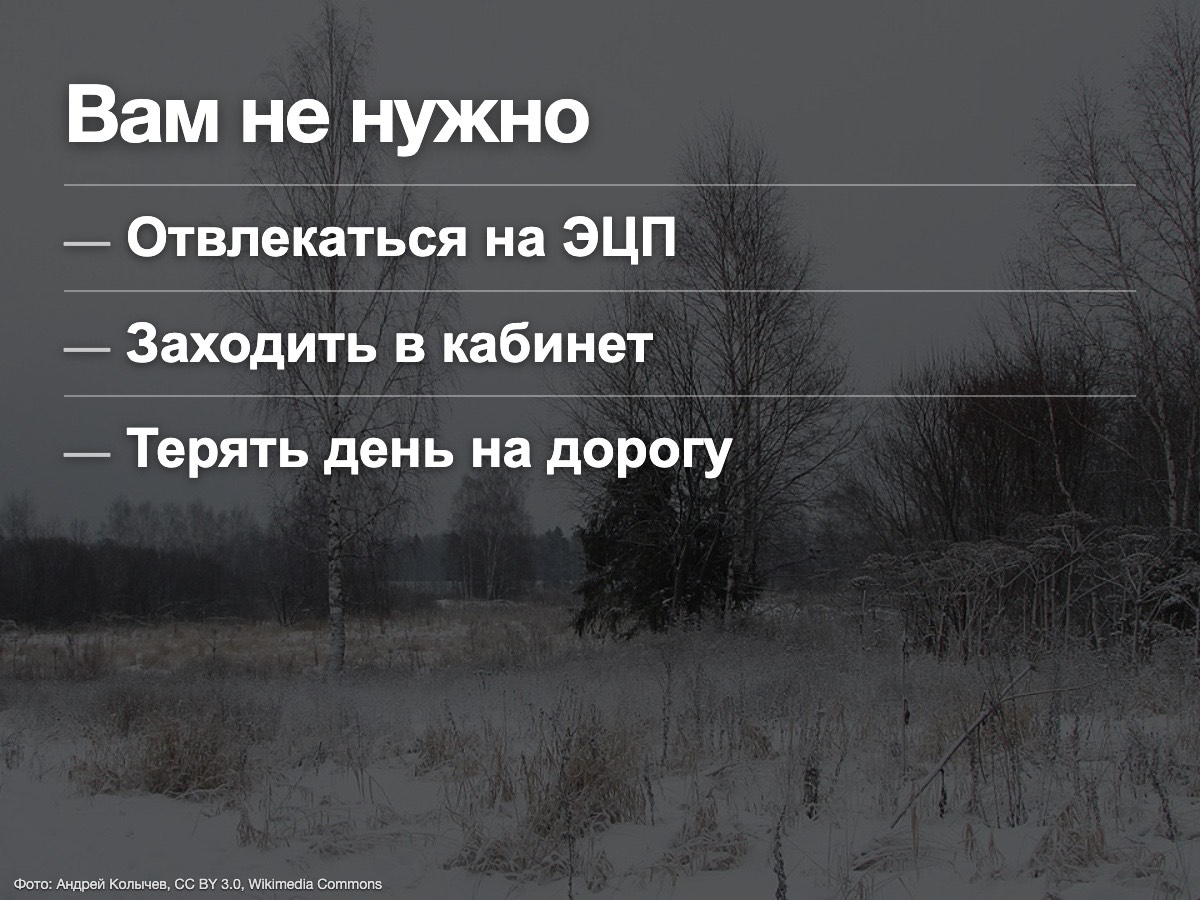 Вам не нужно
— Отвлекаться на ЭЦП
— Заходить в кабинет
— Терять день на дорогу
Фото: Андрей Колычев, CC BY 3.0, Wikimedia Commons